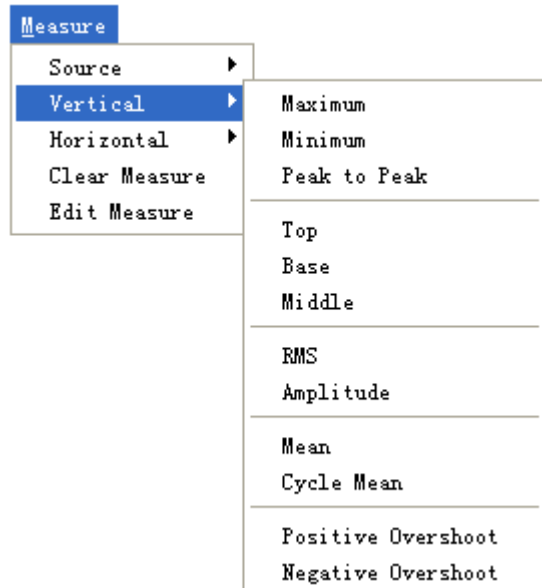 Measure
Source
Vertical
Horizontal
Clear Measure
Edit Measure
Maximum
Minimum
Peak to Peak
Top
Base
Middle
RMS
Amplitude
Mean
Cycle Mean
Positive Overshoot
Negative Overshoot